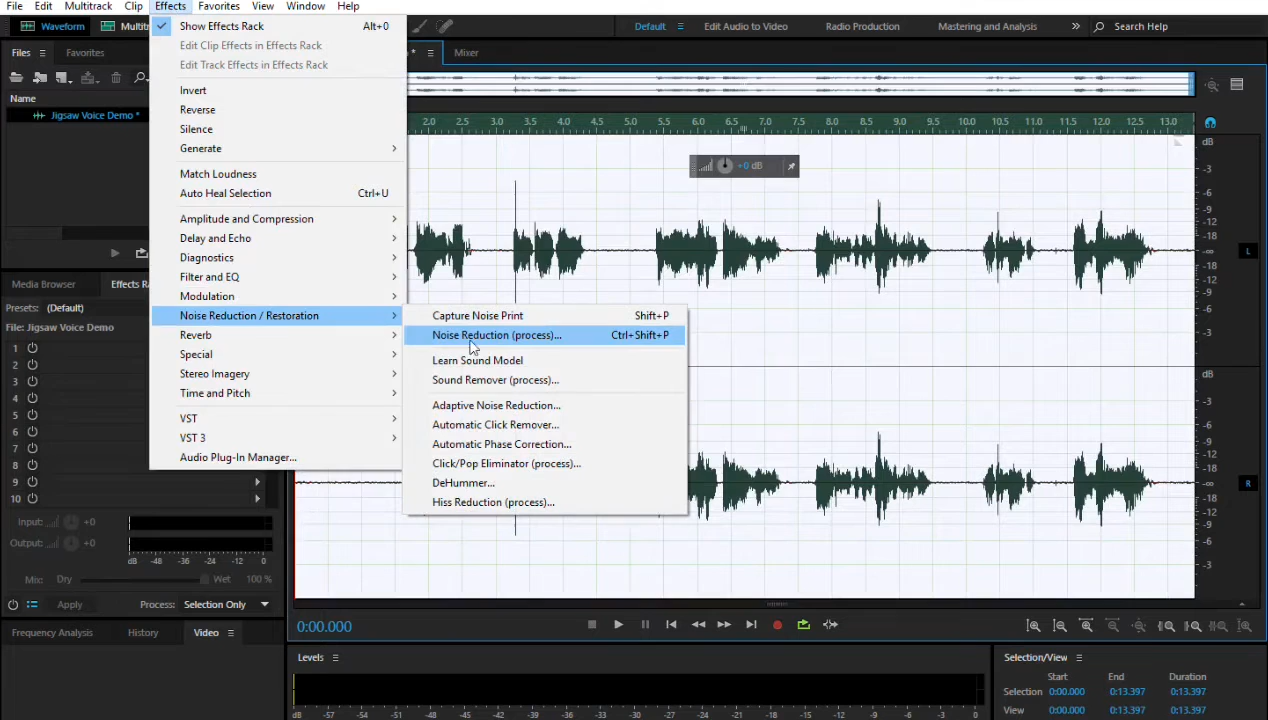 File Edit Multitrack Clip Effects Favorites View Window Help
Waveform Default Edit Audio to Video Radio Production Mastering and Analysis » Search Help
Files Favorites Mixer
Name
Jigsaw Voice Demo *
Show Effects Rack Alt+0
Edit Clip Effects in Effects Rack
Edit Track Effects in Effects Rack
Invert
Reverse
Silence
Generate
Match Loudness
Auto Heal Selection Ctrl+U
Amplitude and Compression
Delay and Echo
Diagnostics
Filter and EQ
Modulation
Noise Reduction / Restoration
Reverb
Special
Stereo Imagery
Time and Pitch
VST
VST 3
Audio Plug-In Manager...
Capture Noise Print Shift+P
Noise Reduction (process)... Ctrl+Shift+P
Learn Sound Model
Sound Remover (process)...
Adaptive Noise Reduction...
Automatic Click Remover...
Automatic Phase Correction...
Click/Pop Eliminator (process)...
DeHummer...
Hiss Reduction (process)...
2.0 2.5 3.0 3.5 4.0 4.5 5.0 5.5 6.0 6.5 7.0 7.5 8.0 8.5 9.0 9.5 10.0 10.5 11.0 11.5 12.0 12.5 13.0
+0 dB
dB
-3
-6
-9
-12
-18
-∞
-18
-12
-9
-6
-3
L
dB
-3
-6
-9
-12
-18
-∞
-18
-12
-9
-6
-3
R
Media Browser
Presets: (Default)
File: Jigsaw Voice Demo
1
2
3
4
5
6
7
8
9
10
Input: +0
Output: +0
dB -48 -36 -24 -12 0
Mix: Dry Wet 100 %
Apply Process: Selection Only
0:00.000
Frequency Analysis History Video
Levels
dB -57 -54 -51 -48 -45 -42 -39 -36 -33 -30 -27 -24 -21 -18 -15 -12 -9 -6 -3 0
Selection/View
Start End Duration
Selection 0:00.000 0:13.397 0:13.397
View 0:00.000 0:13.397 0:13.397